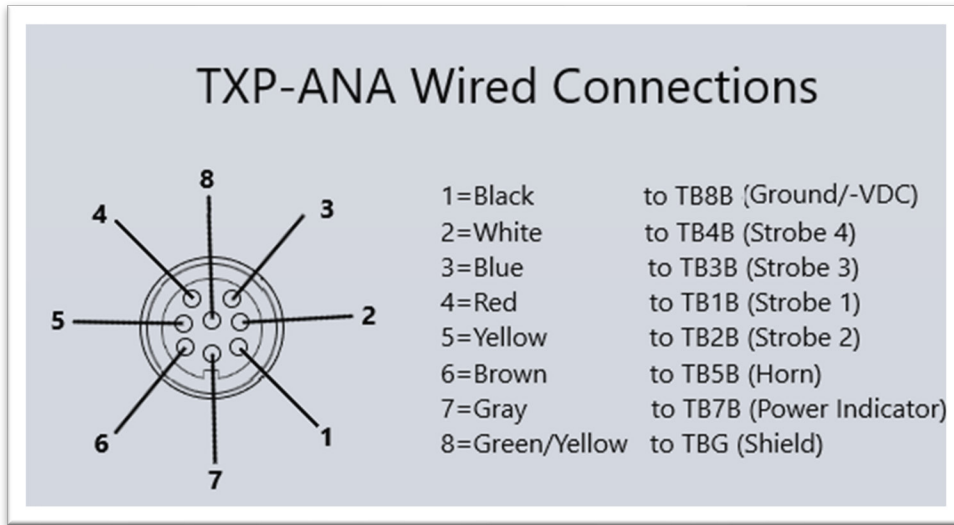 TXP-ANA Wired Connections
8
4
3
5
2
6
1
7
1=Black to TB8B (Ground/-VDC)
2=White to TB4B (Strobe 4)
3=Blue to TB3B (Strobe 3)
4=Red to TB1B (Strobe 1)
5=Yellow to TB2B (Strobe 2)
6=Brown to TB5B (Horn)
7=Gray to TB7B (Power Indicator)
8=Green/Yellow to TBG (Shield)